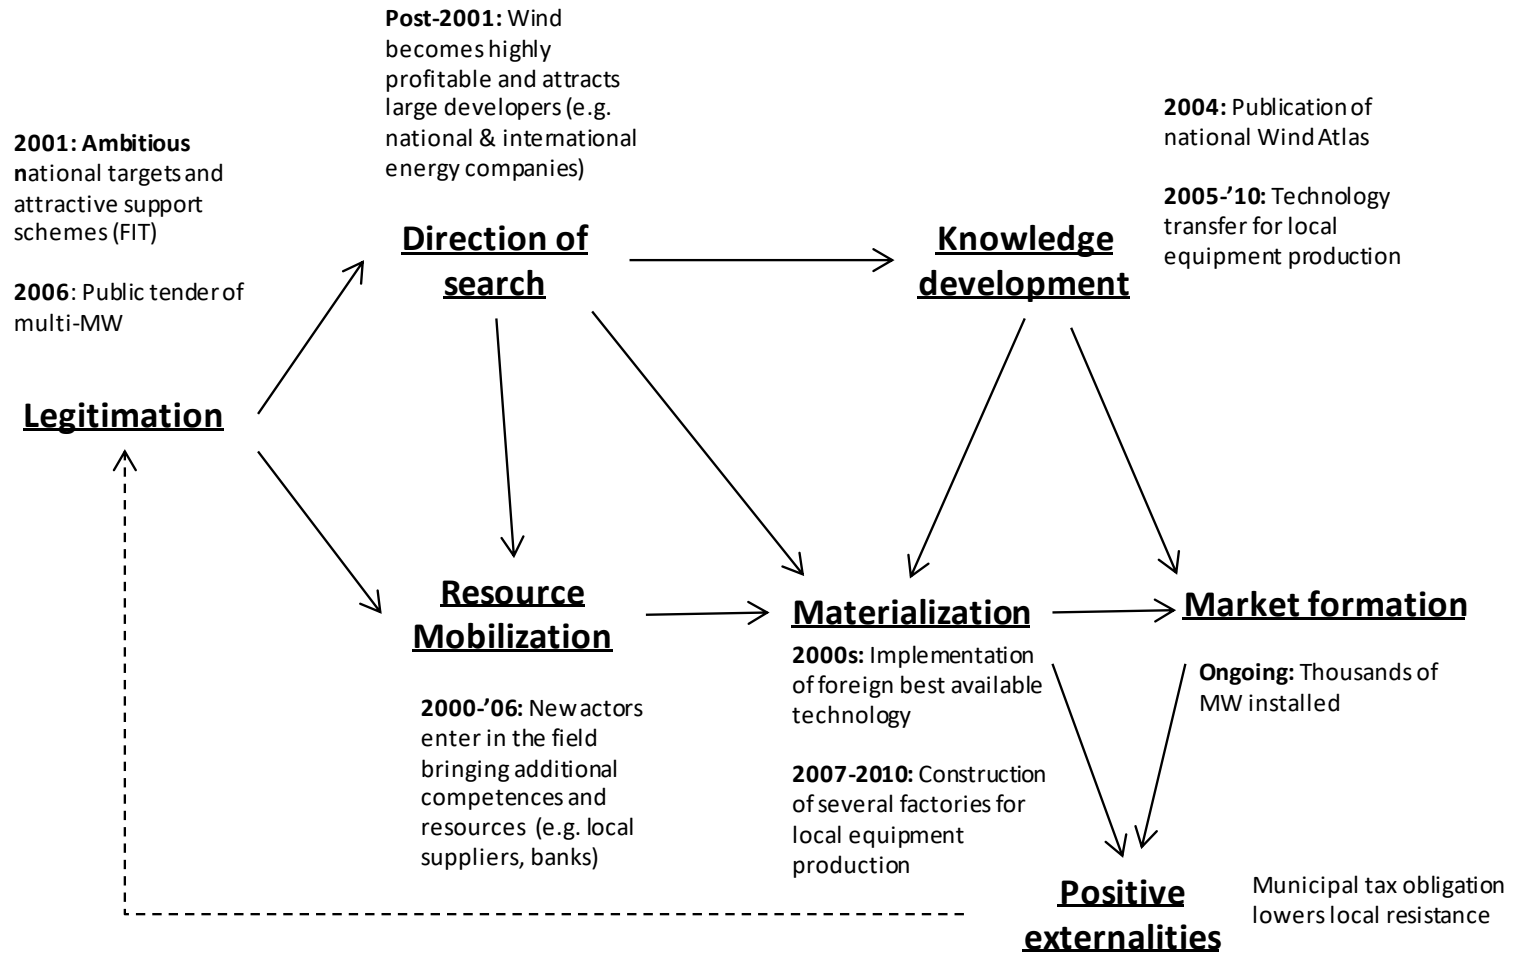 Post-2001: Wind
becomes highly
profitable and attracts
large developers (e.g.
national & international
energy companies)
2001: Ambitious
national targets and
attractive support
schemes (FIT)
2006: Public tender of
multi-MW
Legitimation
Direction of
search
Knowledge
development
2004: Publication of
national Wind Atlas
2005-’10: Technology
transfer for local
equipment production
Resource
Mobilization
2000-’06: New actors
enter in the field
bringing additional
competences and
resources (e.g. local
suppliers, banks)
Materialization
2000s: Implementation
of foreign best available
technology
2007-2010: Construction
of several factories for
local equipment
production
Market formation
Ongoing: Thousands of
MW installed
Positive
externalities
Municipal tax obligation
lowers local resistance